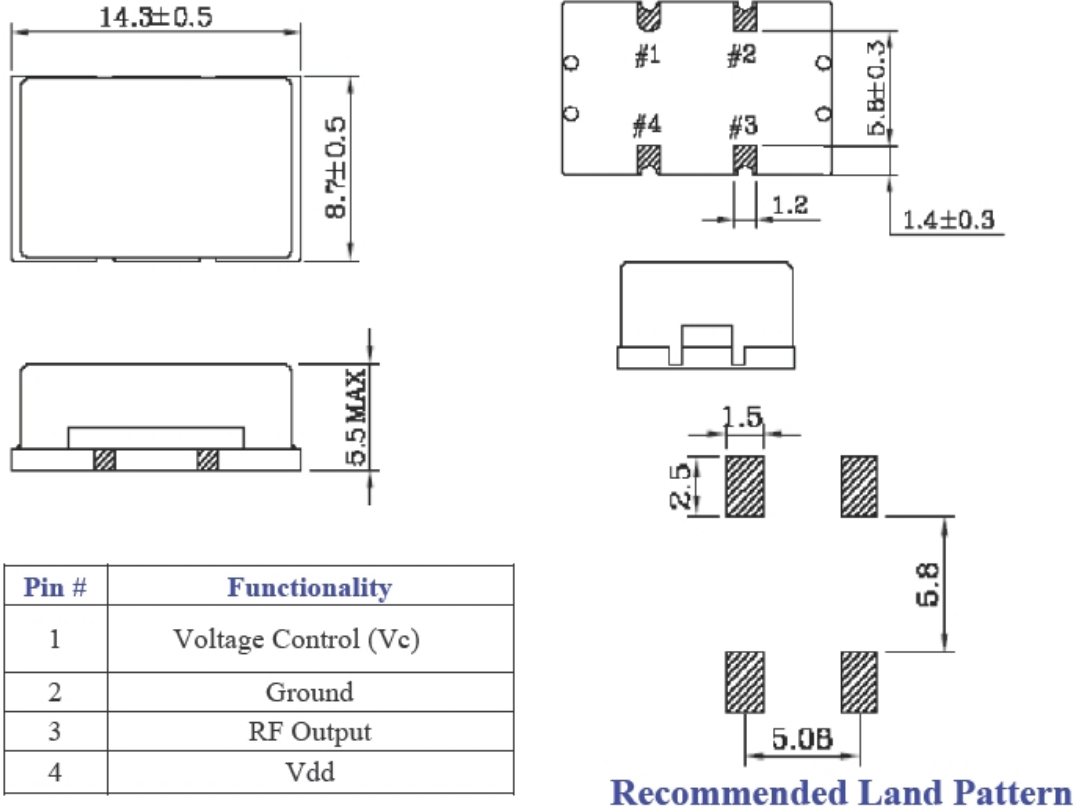 14.3±0.5
8.7±0.5
#1 #2
#4 #3
5.8±0.3
1.2
1.4±0.3
5.5 MAX
1.5
2.5
5.8
5.08
Recommended Land Pattern
Pin # Functionality
1 Voltage Control (Vc)
2 Ground
3 RF Output
4 Vdd